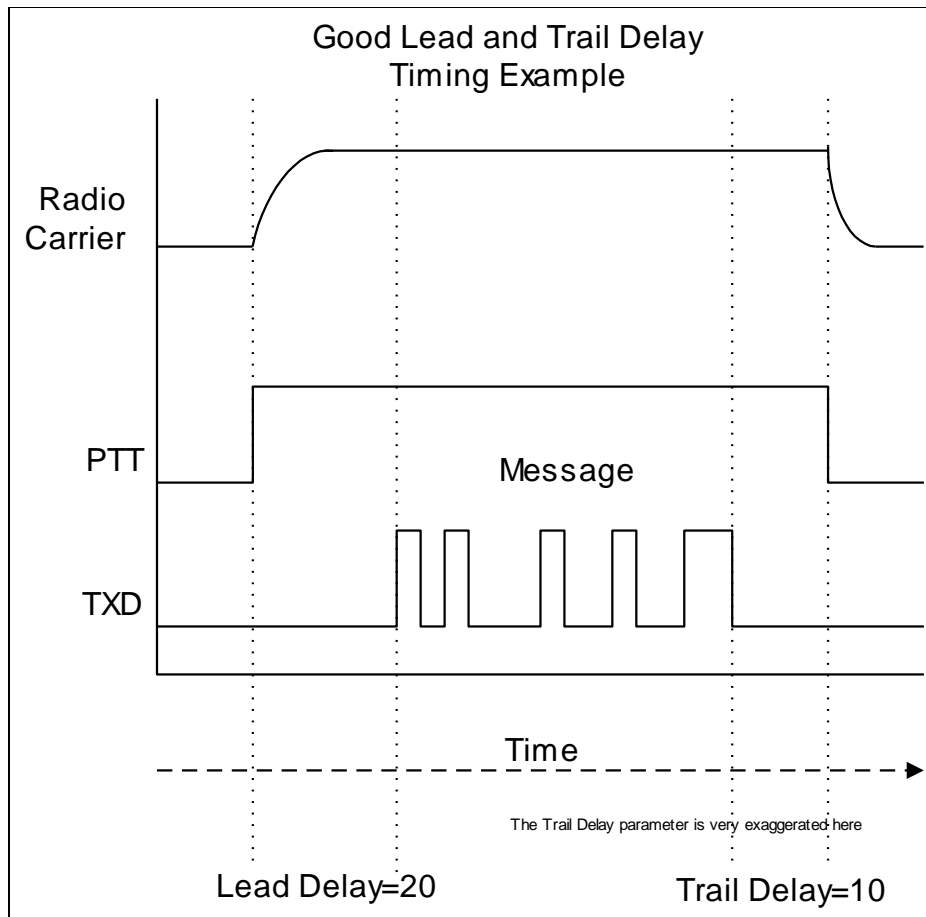 Good Lead and Trail Delay
Timing Example
Radio
Carrier
PTT
Message
TXD
Time
The Trail Delay parameter is very exaggerated here
Lead Delay=20
Trail Delay=10